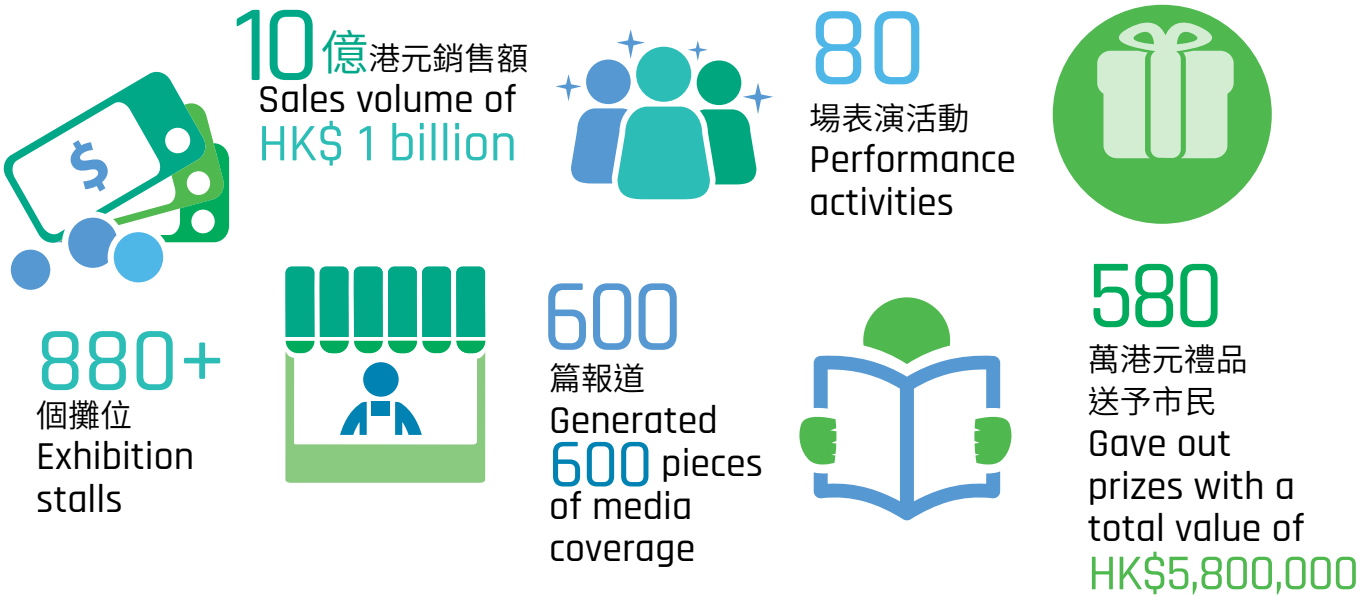 10億港元銷售額
Sales volume of
HK$ 1 billion
80
場表演活動
Performance
activities
$
880+
個攤位
Exhibition
stalls
600
篇報道
Generated
600 pieces
of media
coverage
580
萬港元禮品
送予市民
Gave out
prizes with a
total value of
HK$5,800,000